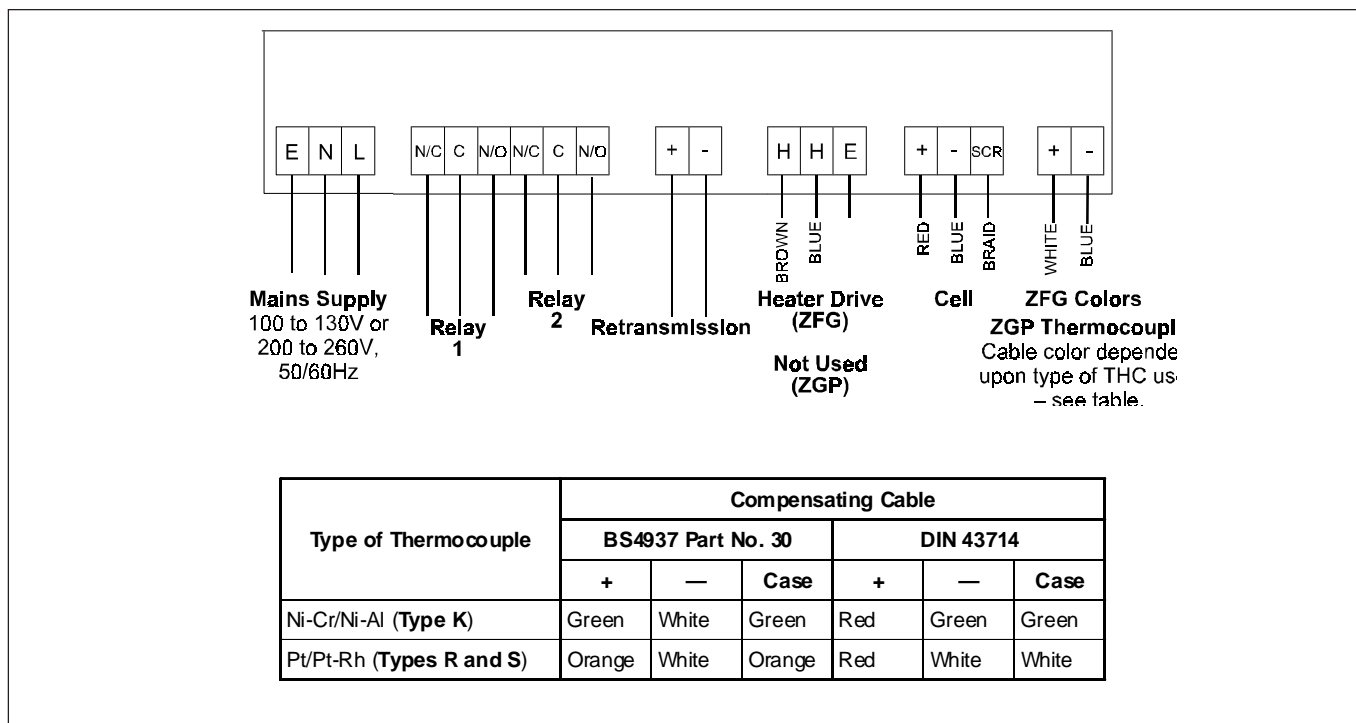 E N L N/C C N/O N/C C N/O + - H H E + - SCR + -
BROWN BLUE RED BLUE BRAID WHITE BLUE
Mains Supply
100 to 130V or
200 to 260V,
50/60Hz
Relay
1
Relay
2
Retransmission
Heater Drive
(ZFG)
Not Used
(ZGP)
Cell
ZFG Colors
ZGP Thermocoupl
Cable color depende
upon type of THC us
– see table.
Type of Thermocouple Compensating Cable
BS4937 Part No. 30 DIN 43714
+ — Case + — Case
Ni-Cr/Ni-Al (Type K) Green White Green Red Green Green
Pt/Pt-Rh (Types R and S) Orange White Orange Red White White